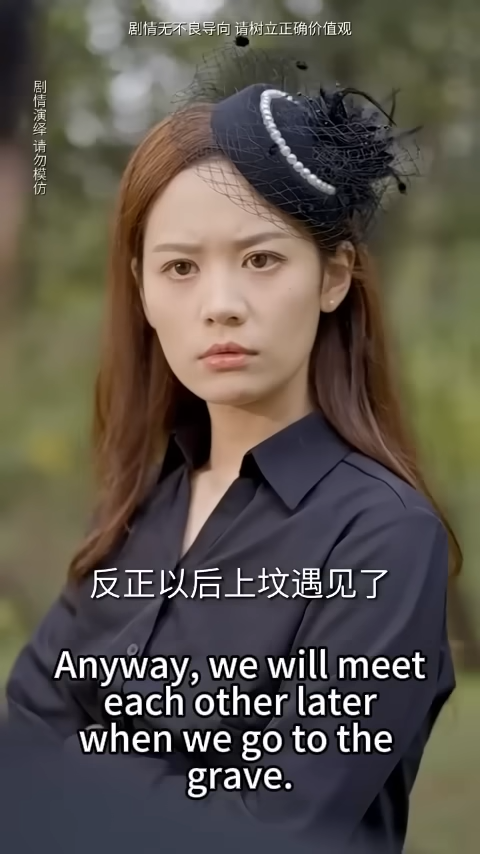 剧情无不良导向 请树立正确价值观
剧情演绎 请勿模仿
反正以后上坟遇见了
Anyway, we will meet
each other later
when we go to the
grave.